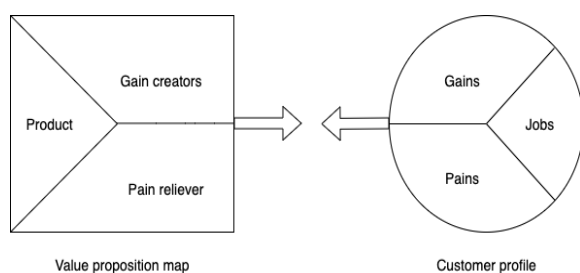 Gain creators
Product
Pain reliever
Value proposition map
Gains
Jobs
Pains
Customer profile